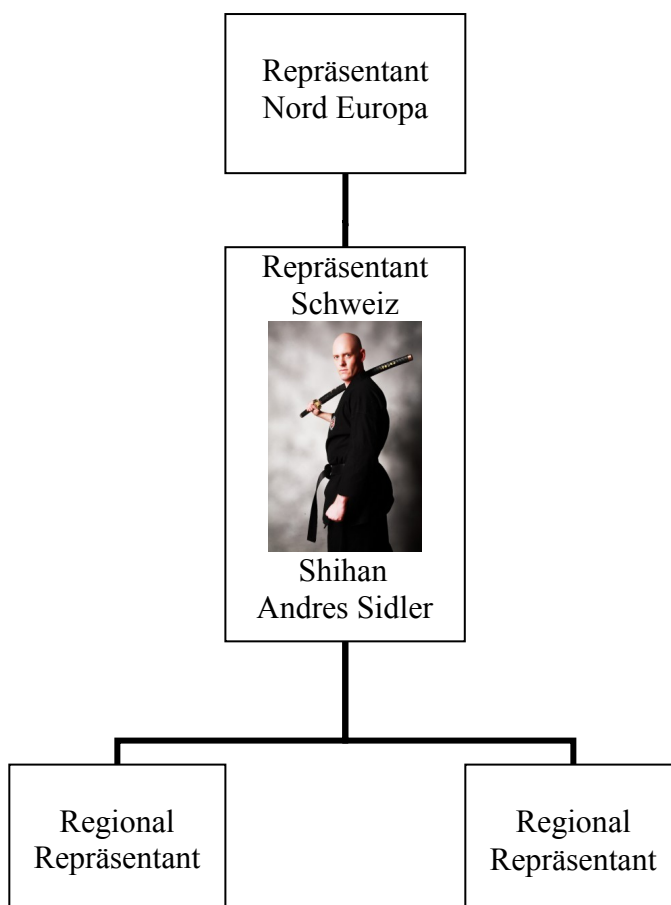 Repräsentant
Nord Europa
Repräsentant
Schweiz
Shihan
Andres Sidler
Regional
Repräsentant
Regional
Repräsentant